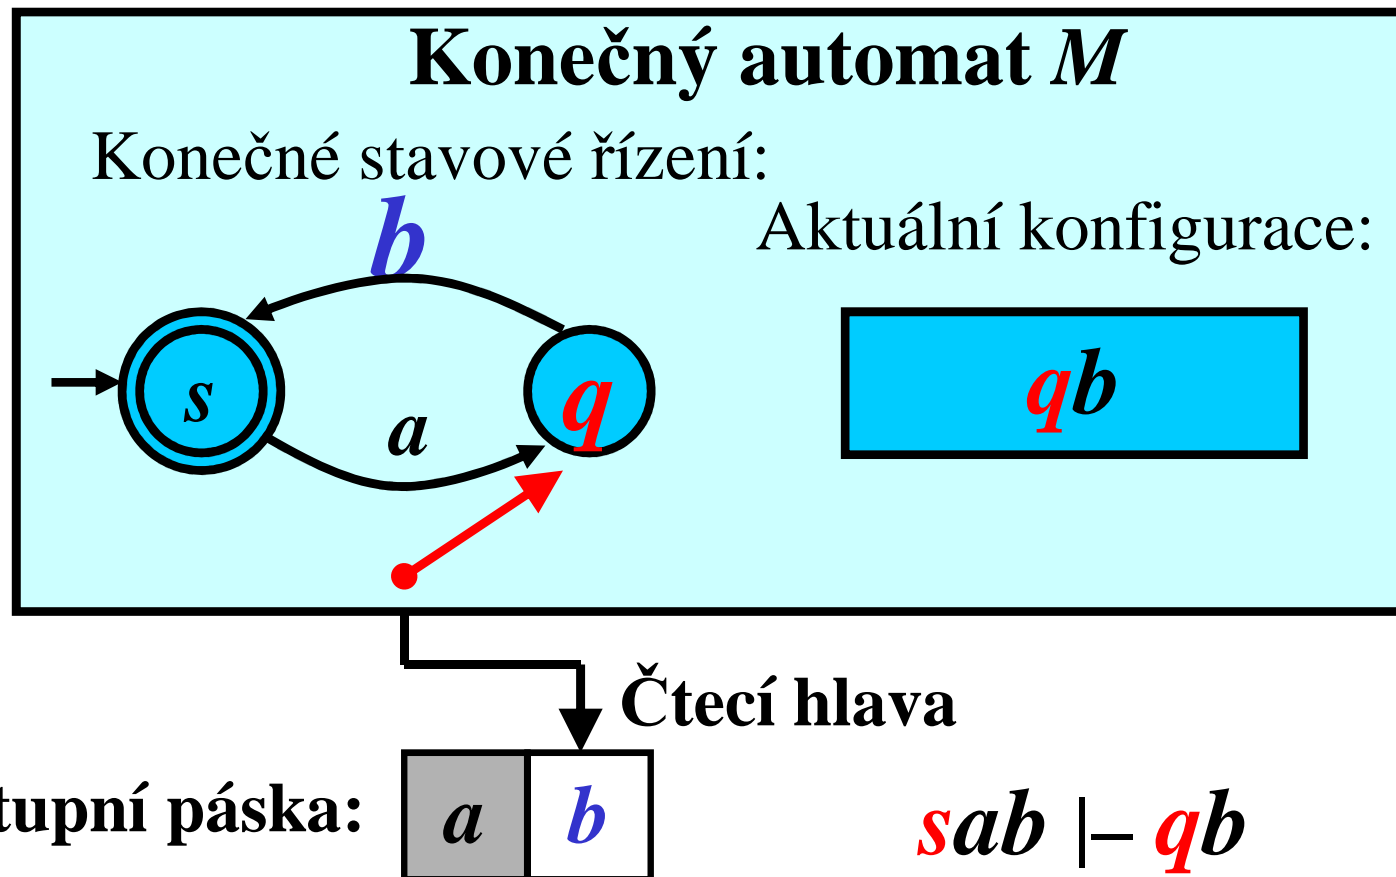 Konečný automat M
Konečné stavové řízení:
Aktuální konfigurace:
b
s
a
q
qb
Čtecí hlava
tupní páska:
a b
sab |– qb